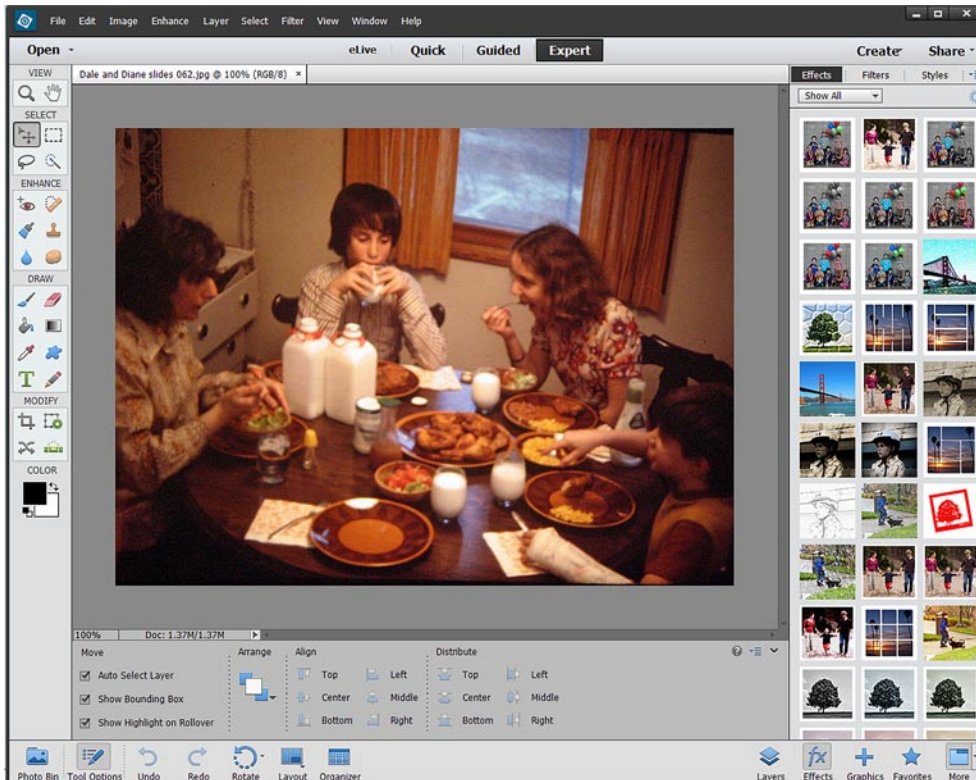 File Edit Image Enhance Layer Select Filter View Window Help
Open eLive Quick Guided Expert Create Share
VIEW
Dale and Diane slides 062.jpg @ 100% (RGB/8) ×
Effects Filters Styles
Show All
SELECT
ENHANCE
DRAW
T
MODIFY
COLOR
100% Doc: 1.37M/1.37M
Move Arrange Align Distribute
Auto Select Layer Top Left Top Left
Show Bounding Box Center Middle Center Middle
Show Highlight on Rollover Bottom Right Bottom Right
fx
Photo Bin Tool Options Undo Redo Rotate Layout Organizer Layers Effects Graphics Favorites More